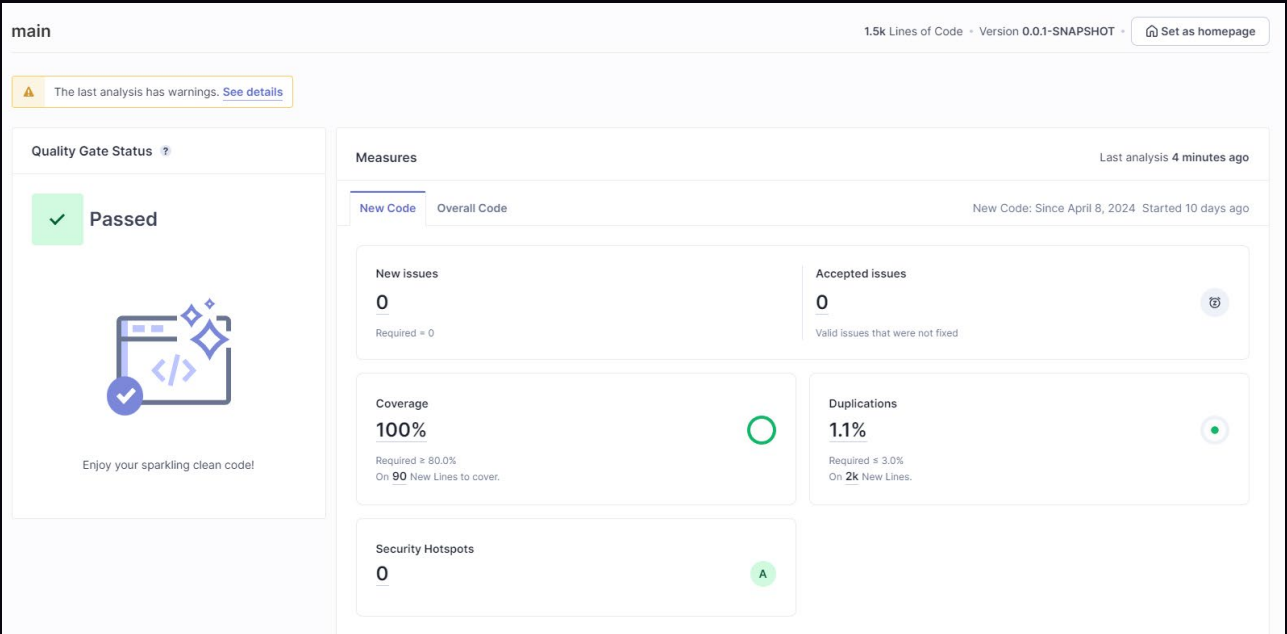 main
1.5k Lines of Code • Version 0.0.1-SNAPSHOT • Set as homepage
The last analysis has warnings. See details
Quality Gate Status ?
Passed
Enjoy your sparkling clean code!
Measures
Last analysis 4 minutes ago
New Code Overall Code
New Code: Since April 8, 2024 Started 10 days ago
New issues
0
Required = 0
Accepted issues
0
Valid issues that were not fixed
Coverage
100%
Required ≥ 80.0%
On 90 New Lines to cover.
Duplications
1.1%
Required ≤ 3.0%
On 2k New Lines.
Security Hotspots
0
A